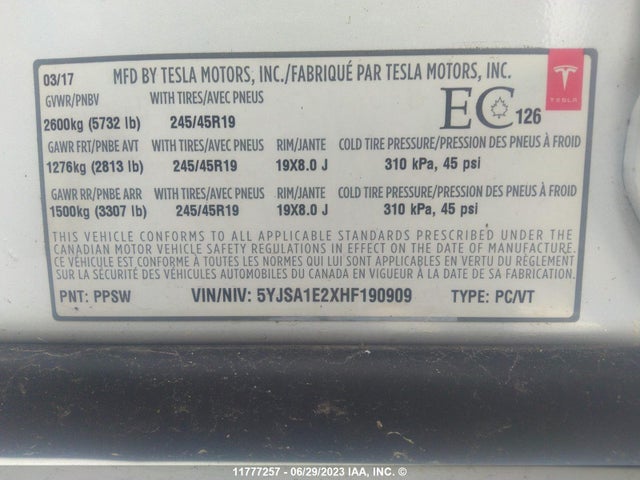 03/17 MFD BY TESLA MOTORS, INC./FABRIQUÉ PAR TESLA MOTORS, INC.
GVWR/PNBV WITH TIRES/AVEC PNEUS
2600kg (5732 lb) 245/45R19 EC 126 TESLA
GAWR FRT/PNBE AVT WITH TIRES/AVEC PNEUS RIM/JANTE COLD TIRE PRESSURE/PRESSION DES PNEUS À FROID
1276kg (2813 lb) 245/45R19 19X8.0 J 310 kPa, 45 psi
GAWR RR/PNBE ARR WITH TIRES/AVEC PNEUS RIM/JANTE COLD TIRE PRESSURE/PRESSION DES PNEUS À FROID
1500kg (3307 lb) 245/45R19 19X8.0 J 310 kPa, 45 psi
THIS VEHICLE CONFORMS TO ALL APPLICABLE STANDARDS PRESCRIBED UNDER THE
CANADIAN MOTOR VEHICLE SAFETY REGULATIONS IN EFFECT ON THE DATE OF MANUFACTURE.
CE VÉHICULE EST CONFORME À TOUTES LES NORMES QUI LUI SONT APPLICABLES EN VERTU DU RÈGLEMENT
SUR LA SÉCURITÉ DES VÉHICULES AUTOMOBILES DU CANADA EN VIGUEUR À LA DATE DE SA FABRICATION.
PNT: PPSW VIN/NIV: 5YJSA1E2XHF190909 TYPE: PC/VT
11777257 - 06/29/2023 IAA, INC. ©